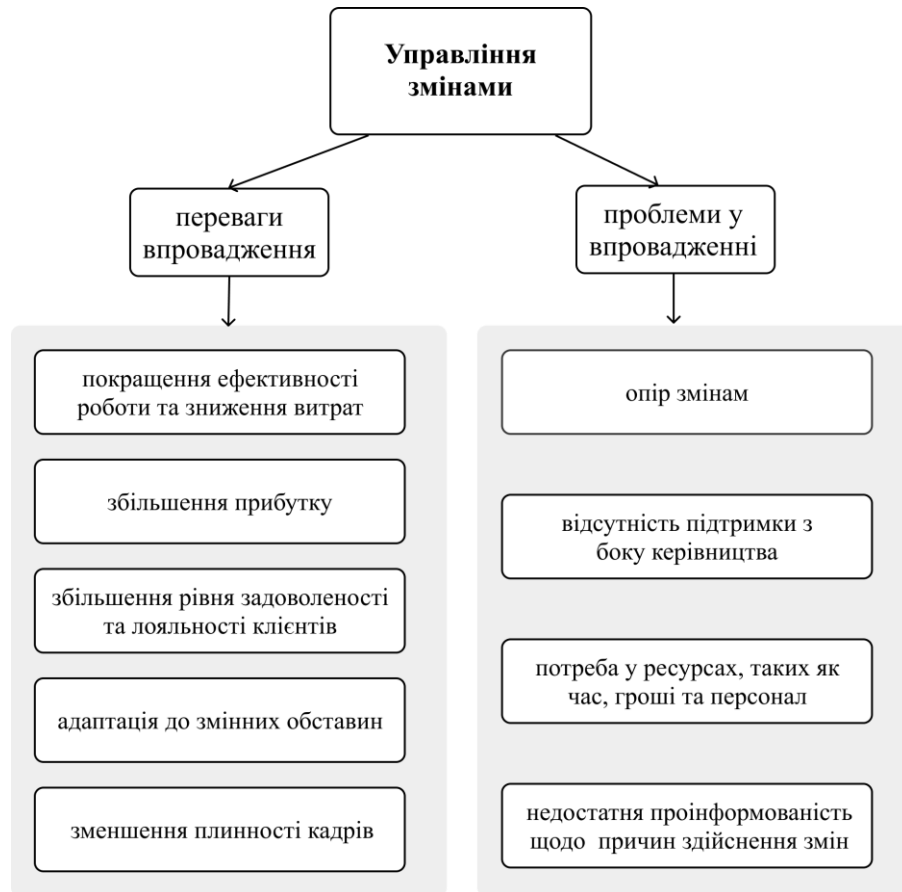 Управління
змінами
переваги
впровадження
проблеми у
впровадженні
покращення ефективності
роботи та зниження витрат
збільшення прибутку
збільшення рівня задоволеності
та лояльності клієнтів
адаптація до змінних обставин
зменшення плинності кадрів
опір змінам
відсутність підтримки з
боку керівництва
потреба у ресурсах, таких як
час, гроші та персонал
недостатня проінформованість
щодо  причин здійснення змін